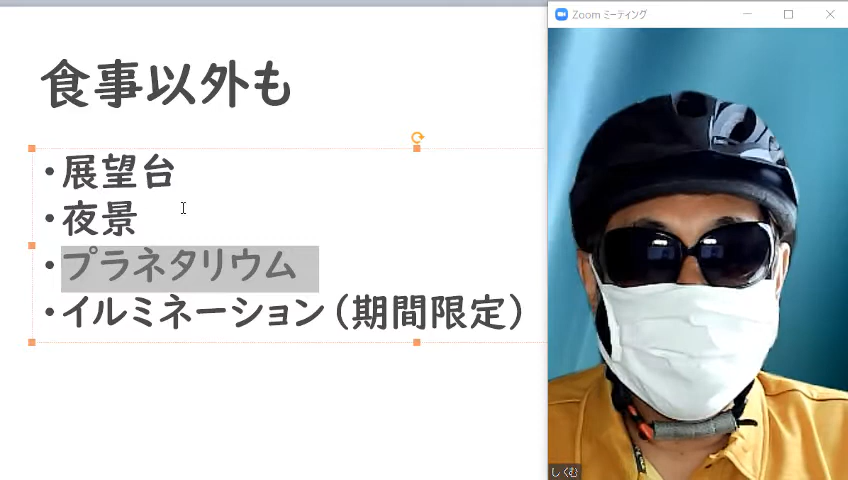 食事以外も
・展望台
・夜景
・プラネタリウム
・イルミネーション（期間限定）
Zoom ミーティング
しくむ